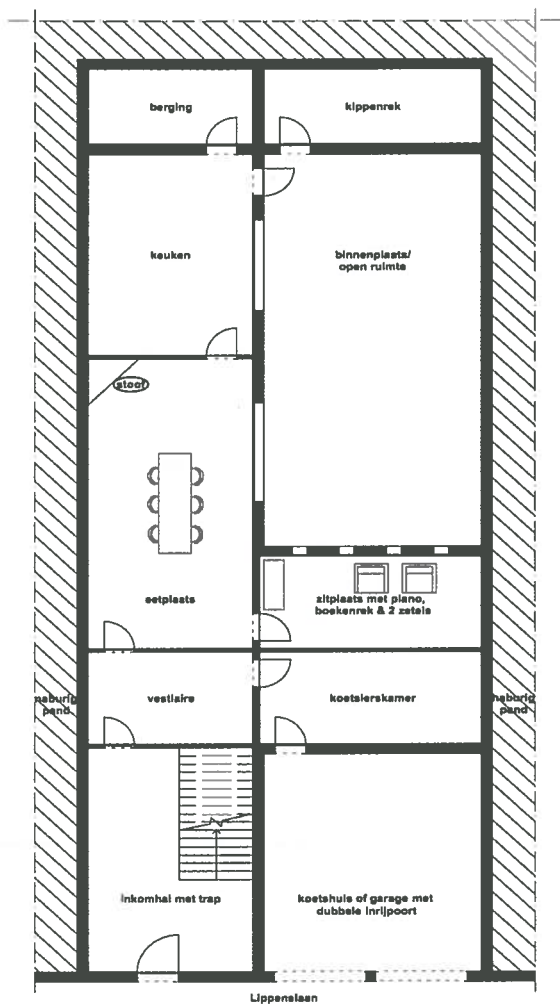 berging
kippenrek
keuken
binnenplaats/
open ruimte
stoof
eetplaats
zitplaats met piano,
boekenrek & 2 zetels
naburig
pand
vestiaire
koetsierskamer
naburig
pand
inkomhal met trap
koetshuis of garage met
dubbele inrijpoort
Lippenslaan